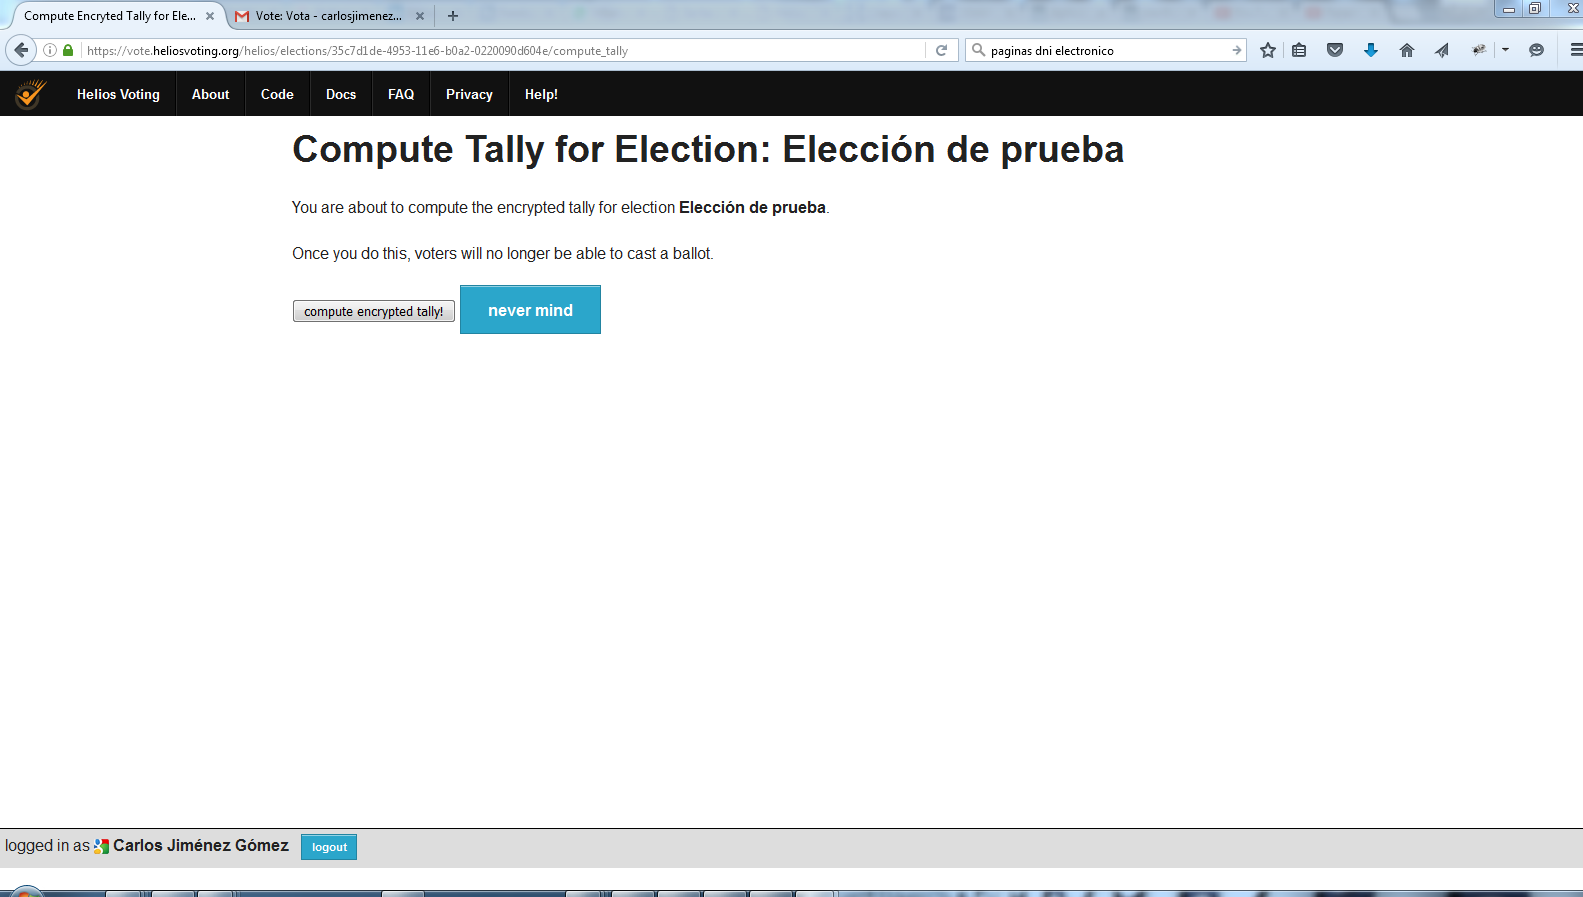 Compute Encryted Tally for Ele...
Vote: Vota - carlosjimenez...
https://vote.heliosvoting.org/helios/elections/35c7d1de-4953-11e6-b0a2-0220090d604e/compute_tally
paginas dni electronico
Helios Voting About Code Docs FAQ Privacy Help!
Compute Tally for Election: Elección de prueba
You are about to compute the encrypted tally for election Elección de prueba.
Once you do this, voters will no longer be able to cast a ballot.
compute encrypted tally! never mind
logged in as Carlos Jiménez Gómez logout